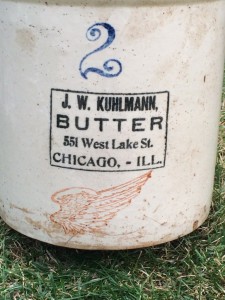 2
J. W. KUHLMANN,
BUTTER
551 West Lake St.
CHICAGO, - ILL.